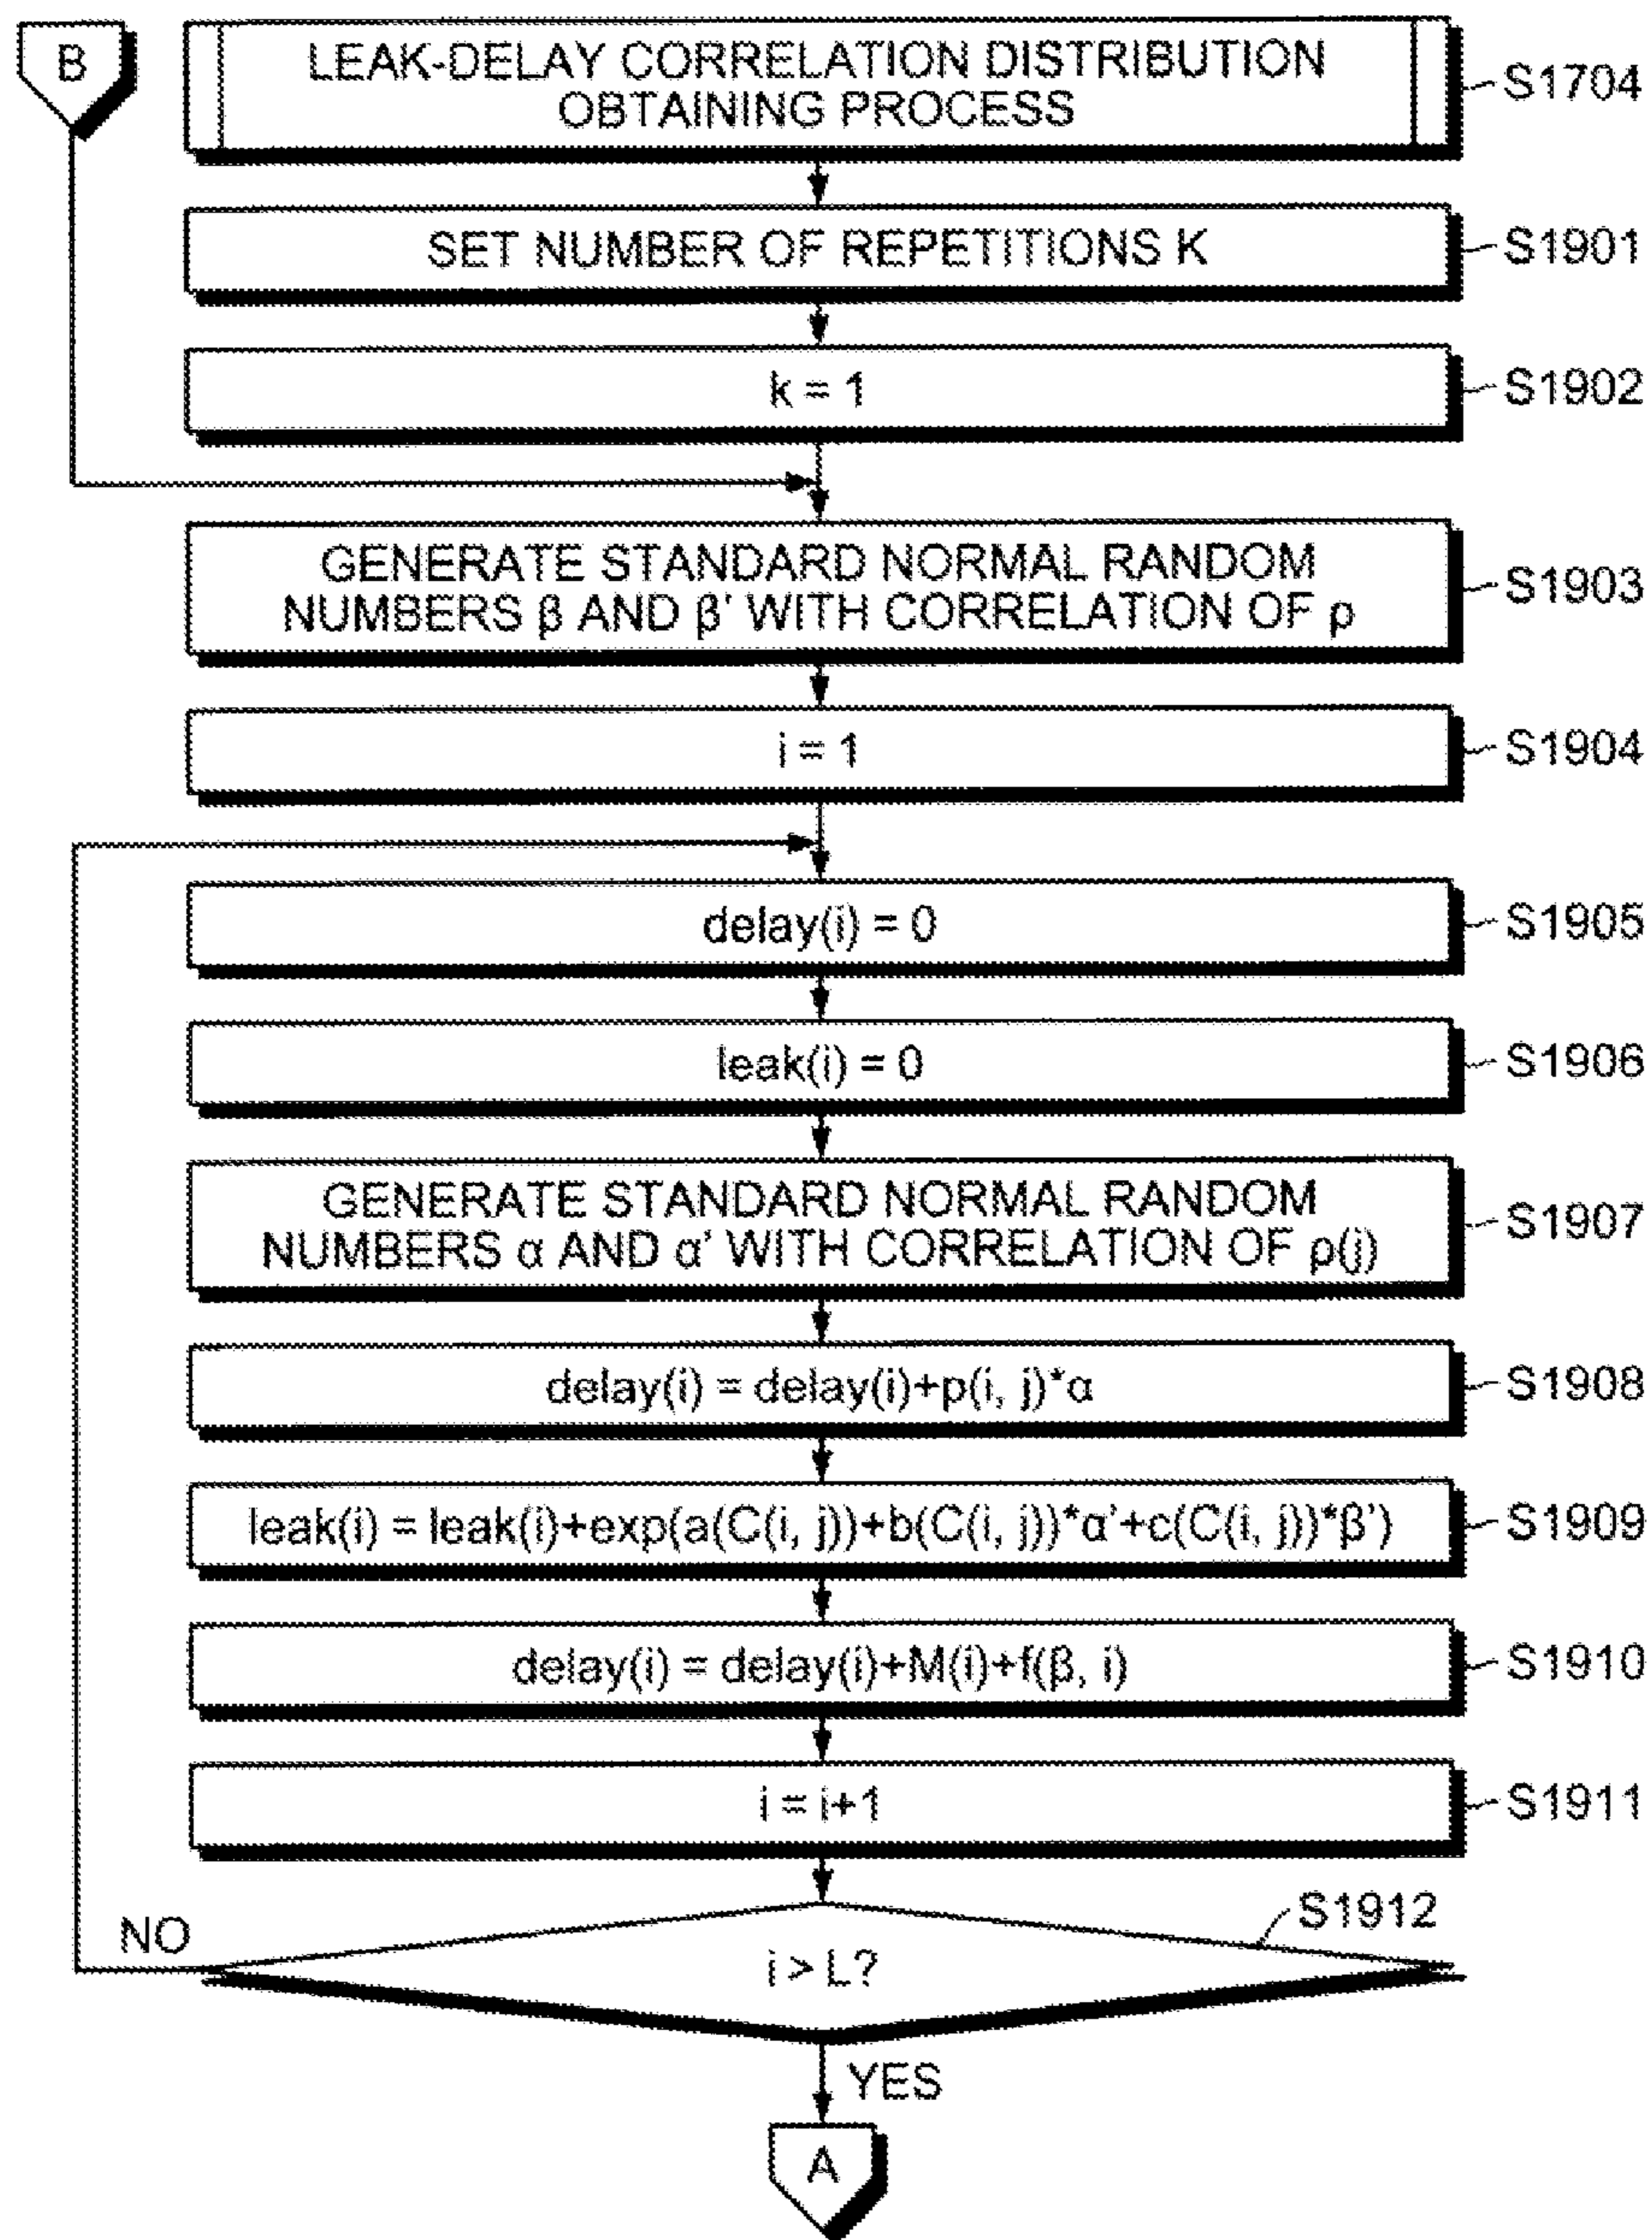 B
LEAK-DELAY CORRELATION DISTRIBUTION
OBTAINING PROCESS
S1704
SET NUMBER OF REPETITIONS K
S1901
k = 1
S1902
GENERATE STANDARD NORMAL RANDOM
NUMBERS β AND β' WITH CORRELATION OF ρ
S1903
i = 1
S1904
delay(i) = 0
S1905
leak(i) = 0
S1906
GENERATE STANDARD NORMAL RANDOM
NUMBERS α AND α' WITH CORRELATION OF ρ(j)
S1907
delay(i) = delay(i)+p(i, j)*α
S1908
leak(i) = leak(i)+exp(a(C(i, j))+b(C(i, j))*α'+c(C(i, j))*β')
S1909
delay(i) = delay(i)+M(i)+f(β, i)
S1910
i = i+1
S1911
S1912
NO
i > L?
YES
A